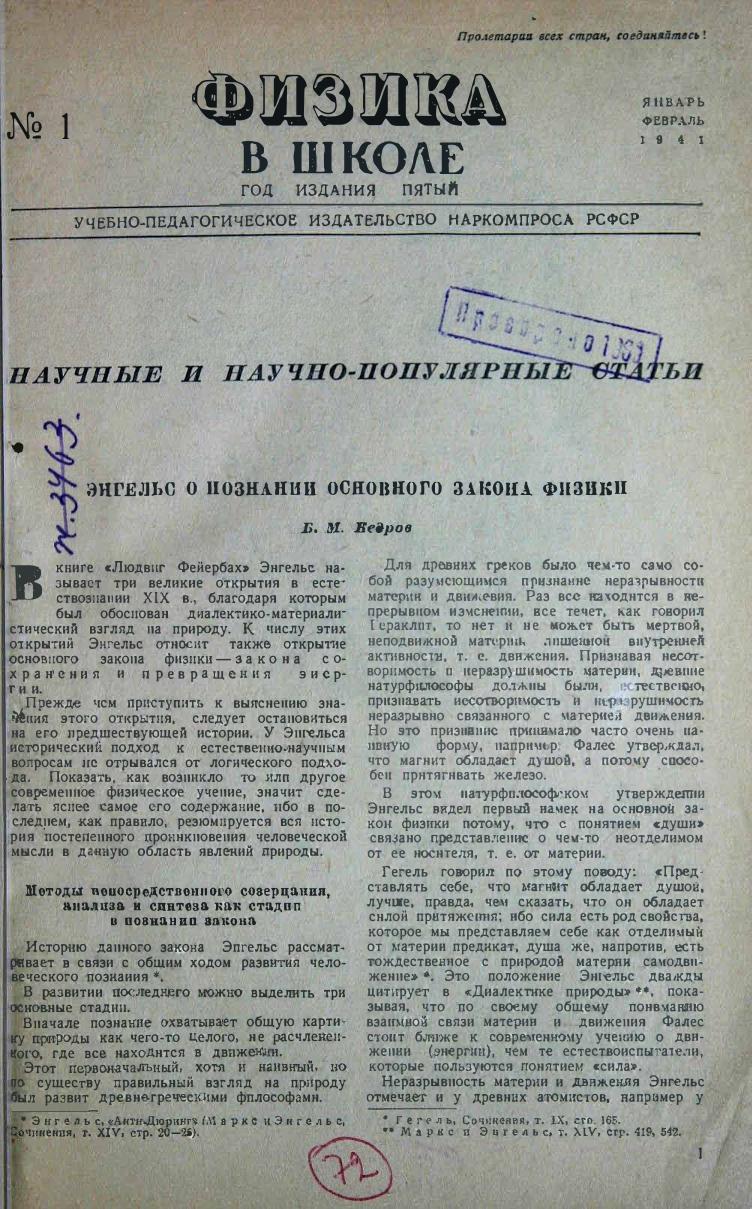 Пролетарии всех стран, соединяйтесь!
№ 1
ФИЗИКА
В ШКОЛЕ
ГОД ИЗДАНИЯ ПЯТЫЙ
ЯНВАРЬ
ФЕВРАЛЬ
1941
УЧЕБНО-ПЕДАГОГИЧЕСКОЕ ИЗДАТЕЛЬСТВО НАРКОМПРОСА РСФСР
НАУЧНЫЕ И НАУЧНО-ПОПУЛЯРНЫЕ СТАТЬИ
ЭНГЕЛЬС О ПОЗНАНИИ ОСНОВНОГО ЗАКОНА ФИЗИКИ
Б. М. Кедров
В книге «Людвиг Фейербах» Энгельс на-
зывает три великие открытия в есте-
ствознании XIX в., благодаря которым
был обоснован диалектико-материали-
стический взгляд на природу. К числу этих
открытий Энгельс относит также открытие
основного закона физики — закона со-
хранения и превращения энер-
гии.
Прежде чем приступить к выяснению зна-
чения этого открытия, следует остановиться
на его предшествующей истории. У Энгельса
исторический подход к естественно-научным
вопросам не отрывался от логического подхо-
да. Показать, как возникло то или другое
современное физическое учение, значит сде-
лать яснее самое его содержание, ибо в по-
следнем, как правило, резюмируется вся исто-
рия постепенного проникновения человеческой
мысли в данную область явлений природы.
Методы непосредственного созерцания,
анализа и синтеза как стадии
в познании закона
Историю данного закона Энгельс рассмат-
ривает в связи с общим ходом развития чело-
веческого познания *.
В развитии последнего можно выделить три
основные стадии.
Вначале познание охватывает общую карти-
ну природы как чего-то целого, не расчленен-
ного, где все находится в движении.
Этот первоначальный, хотя и наивный, но
по существу правильный взгляд на природу
был развит древнегреческими философами.
* Энгельс, «Анти-Дюринг» (Маркс и Энгельс,
Сочинения, т. XIV, стр. 20—25).
Для древних греков было чем-то само со-
бой разумеющимся признание неразрывности
материи и движения. Раз все находится в не-
прерывном изменении, все течет, как говорил
Гераклит, то нет и не может быть мертвой,
неподвижной материи, лишенной внутренней
активности, т. е. движения. Признавая несот-
воримость и неразрушимость материи, древние
натурфилософы должны были, естественно,
признавать несотворимость и неразрушимость
неразрывно связанного с материей движения.
Но это признание принимало часто очень на-
ивную форму, например: Фалес утверждал,
что магнит обладает душой, а потому спосо-
бен притягивать железо.
В этом натурфилософском утверждении
Энгельс видел первый намек на основной за-
кон физики потому, что с понятием «души»
связано представление о чем-то неотделимом
от ее носителя, т. е. от материи.
Гегель говорил по этому поводу: «Пред-
ставлять себе, что магнит обладает душой,
лучше, правда, чем сказать, что он обладает
силой притяжения; ибо сила есть род свойства,
которое мы представляем себе как отделимый
от материи предикат, душа же, напротив, есть
тождественное с природой материи самодви-
жение» *. Это положение Энгельс дважды
цитирует в «Диалектике природы» **, пока-
зывая, что по своему общему пониманию
взаимной связи материи и движения Фалес
стоит ближе к современному учению о дви-
жении (энергии), чем те естествоиспытатели,
которые пользуются понятием «сила».
Неразрывность материи и движения Энгельс
отмечает и у древних атомистов, например у
* Гегель, Сочинения, т. IX, стр. 165.
** Маркс и Энгельс, т. XIV, стр. 419, 542.
1
72